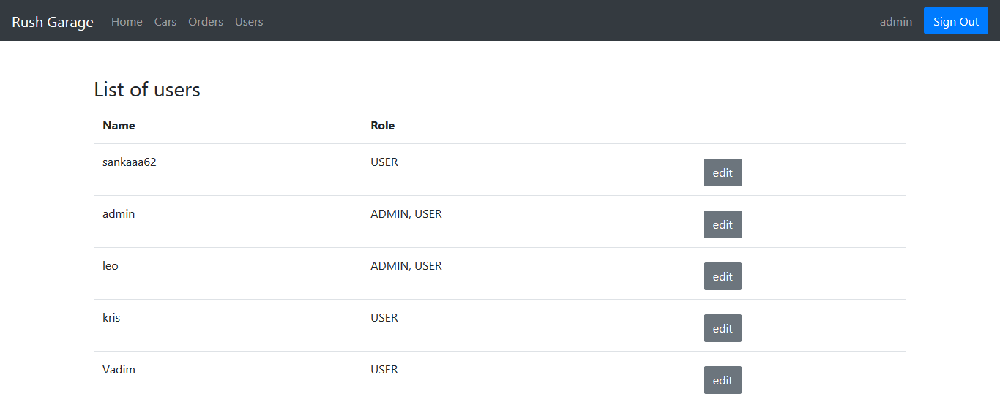 Rush Garage Home Cars Orders Users admin Sign Out
List of users
Name Role
sankaaa62 USER edit
admin ADMIN, USER edit
leo ADMIN, USER edit
kris USER edit
Vadim USER edit